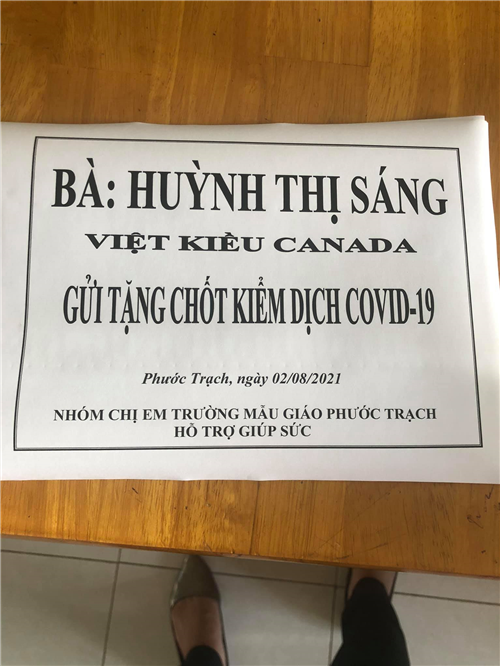 BÀ: HUỲNH THỊ SÁNG
VIỆT KIỀU CANADA
GỬI TẶNG CHỐT KIỂM DỊCH COVID-19
Phước Trạch, ngày 02/08/2021
NHÓM CHỊ EM TRƯỜNG MẪU GIÁO PHƯỚC TRẠCH
HỖ TRỢ GIÚP SỨC